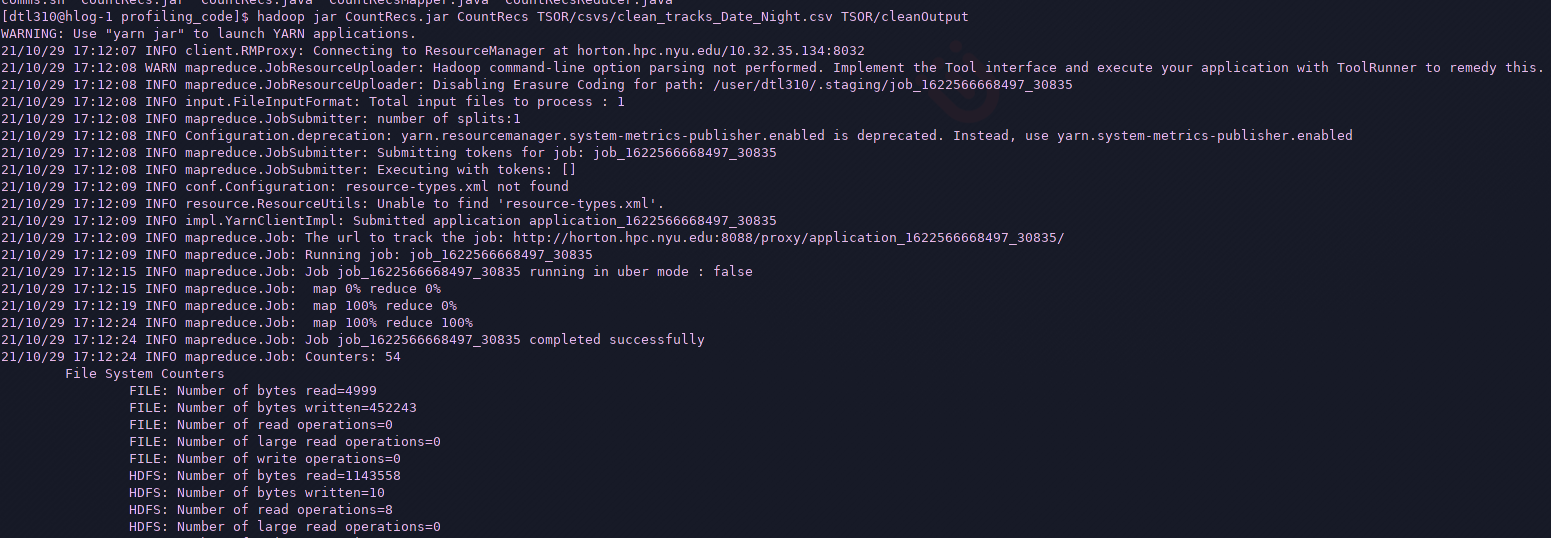 comms.sh  CountRecs.jar  CountRecs.java  CountRecsMapper.java  CountRecsReducer.java
[dtl310@hlog-1 profiling_code]$ hadoop jar CountRecs.jar CountRecs TSOR/csvs/clean_tracks_Date_Night.csv TSOR/cleanOutput
WARNING: Use "yarn jar" to launch YARN applications.
21/10/29 17:12:07 INFO client.RMProxy: Connecting to ResourceManager at horton.hpc.nyu.edu/10.32.35.134:8032
21/10/29 17:12:08 WARN mapreduce.JobResourceUploader: Hadoop command-line option parsing not performed. Implement the Tool interface and execute your application with ToolRunner to remedy this.
21/10/29 17:12:08 INFO mapreduce.JobResourceUploader: Disabling Erasure Coding for path: /user/dtl310/.staging/job_1622566668497_30835
21/10/29 17:12:08 INFO input.FileInputFormat: Total input files to process : 1
21/10/29 17:12:08 INFO mapreduce.JobSubmitter: number of splits:1
21/10/29 17:12:08 INFO Configuration.deprecation: yarn.resourcemanager.system-metrics-publisher.enabled is deprecated. Instead, use yarn.system-metrics-publisher.enabled
21/10/29 17:12:08 INFO mapreduce.JobSubmitter: Submitting tokens for job: job_1622566668497_30835
21/10/29 17:12:08 INFO mapreduce.JobSubmitter: Executing with tokens: []
21/10/29 17:12:09 INFO conf.Configuration: resource-types.xml not found
21/10/29 17:12:09 INFO resource.ResourceUtils: Unable to find 'resource-types.xml'.
21/10/29 17:12:09 INFO impl.YarnClientImpl: Submitted application application_1622566668497_30835
21/10/29 17:12:09 INFO mapreduce.Job: The url to track the job: http://horton.hpc.nyu.edu:8088/proxy/application_1622566668497_30835/
21/10/29 17:12:09 INFO mapreduce.Job: Running job: job_1622566668497_30835
21/10/29 17:12:15 INFO mapreduce.Job: Job job_1622566668497_30835 running in uber mode : false
21/10/29 17:12:15 INFO mapreduce.Job:  map 0% reduce 0%
21/10/29 17:12:19 INFO mapreduce.Job:  map 100% reduce 0%
21/10/29 17:12:24 INFO mapreduce.Job:  map 100% reduce 100%
21/10/29 17:12:24 INFO mapreduce.Job: Job job_1622566668497_30835 completed successfully
21/10/29 17:12:24 INFO mapreduce.Job: Counters: 54
File System Counters
FILE: Number of bytes read=4999
FILE: Number of bytes written=452243
FILE: Number of read operations=0
FILE: Number of large read operations=0
FILE: Number of write operations=0
HDFS: Number of bytes read=1143558
HDFS: Number of bytes written=10
HDFS: Number of read operations=8
HDFS: Number of large read operations=0